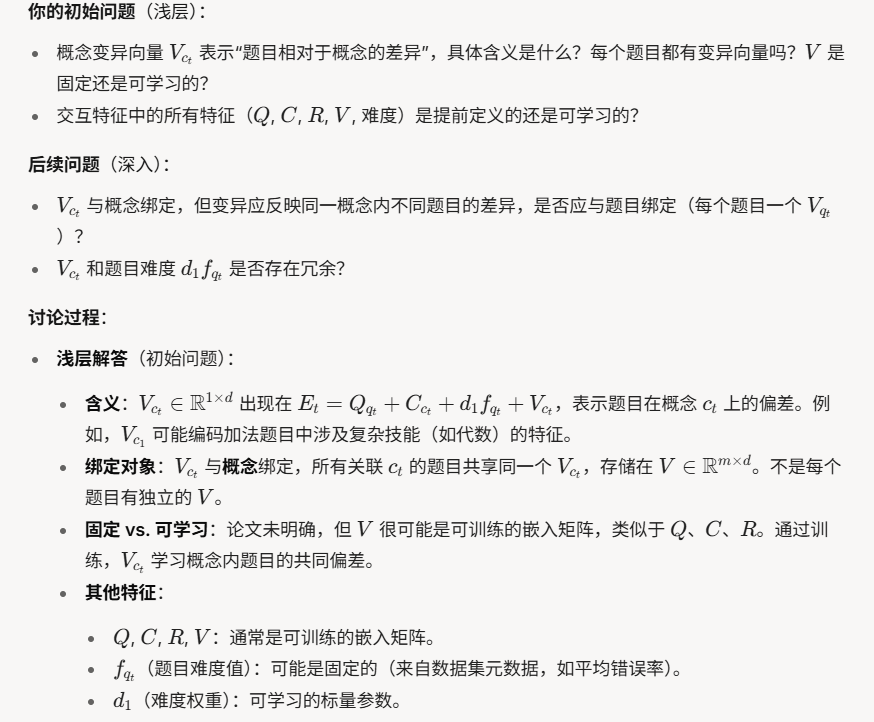 你的初始问题（浅层）：
概念变异向量 V_{c_t} 表示“题目相对于概念的差异”，具体含义是什么？每个题目都有变异向量吗？V 是
固定还是可学习的？
交互特征中的所有特征（Q, C, R, V, 难度）是提前定义的还是可学习的？
后续问题（深入）：
V_{c_t} 与概念绑定，但变异应反映同一概念内不同题目的差异，是否应与题目绑定（每个题目一个 V_{q_t}
）？
V_{c_t} 和题目难度 d_1f_{q_t} 是否存在冗余？
讨论过程：
浅层解答（初始问题）：
含义：V_{c_t} ∈ ℝ^{1×d} 出现在 E_t = Q_{q_t} + C_{c_t} + d_1f_{q_t} + V_{c_t}，表示题目在概念 c_t 上的偏差。例
如，V_{c_1} 可能编码加法题目中涉及复杂技能（如代数）的特征。
绑定对象：V_{c_t} 与概念绑定，所有关联 c_t 的题目共享同一个 V_{c_t}，存储在 V ∈ ℝ^{m×d}。不是每个
题目有独立的 V。
固定 vs. 可学习：论文未明确，但 V 很可能是可训练的嵌入矩阵，类似于 Q、C、R。通过训
练，V_{c_t} 学习概念内题目的共同偏差。
其他特征：
Q, C, R, V：通常是可训练的嵌入矩阵。
f_{q_t}（题目难度值）：可能是固定的（来自数据集元数据，如平均错误率）。
d_1（难度权重）：可学习的标量参数。